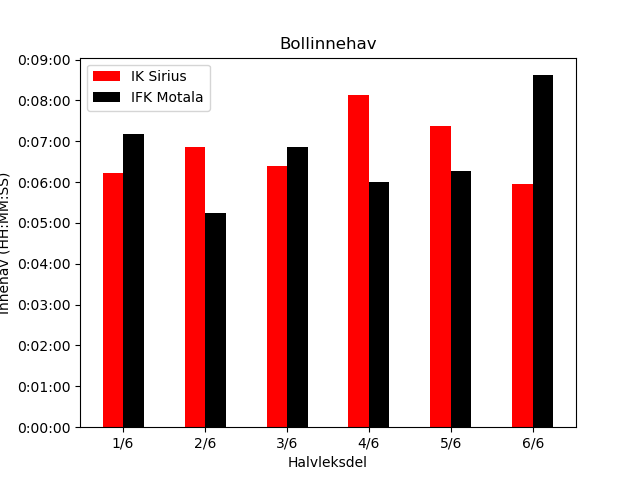 Bollinnehav
IK Sirius
IFK Motala
0:09:00
0:08:00
0:07:00
0:06:00
0:05:00
0:04:00
0:03:00
0:02:00
0:01:00
0:00:00
Innehav (HH:MM:SS)
1/6 2/6 3/6 4/6 5/6 6/6
Halvleksdel